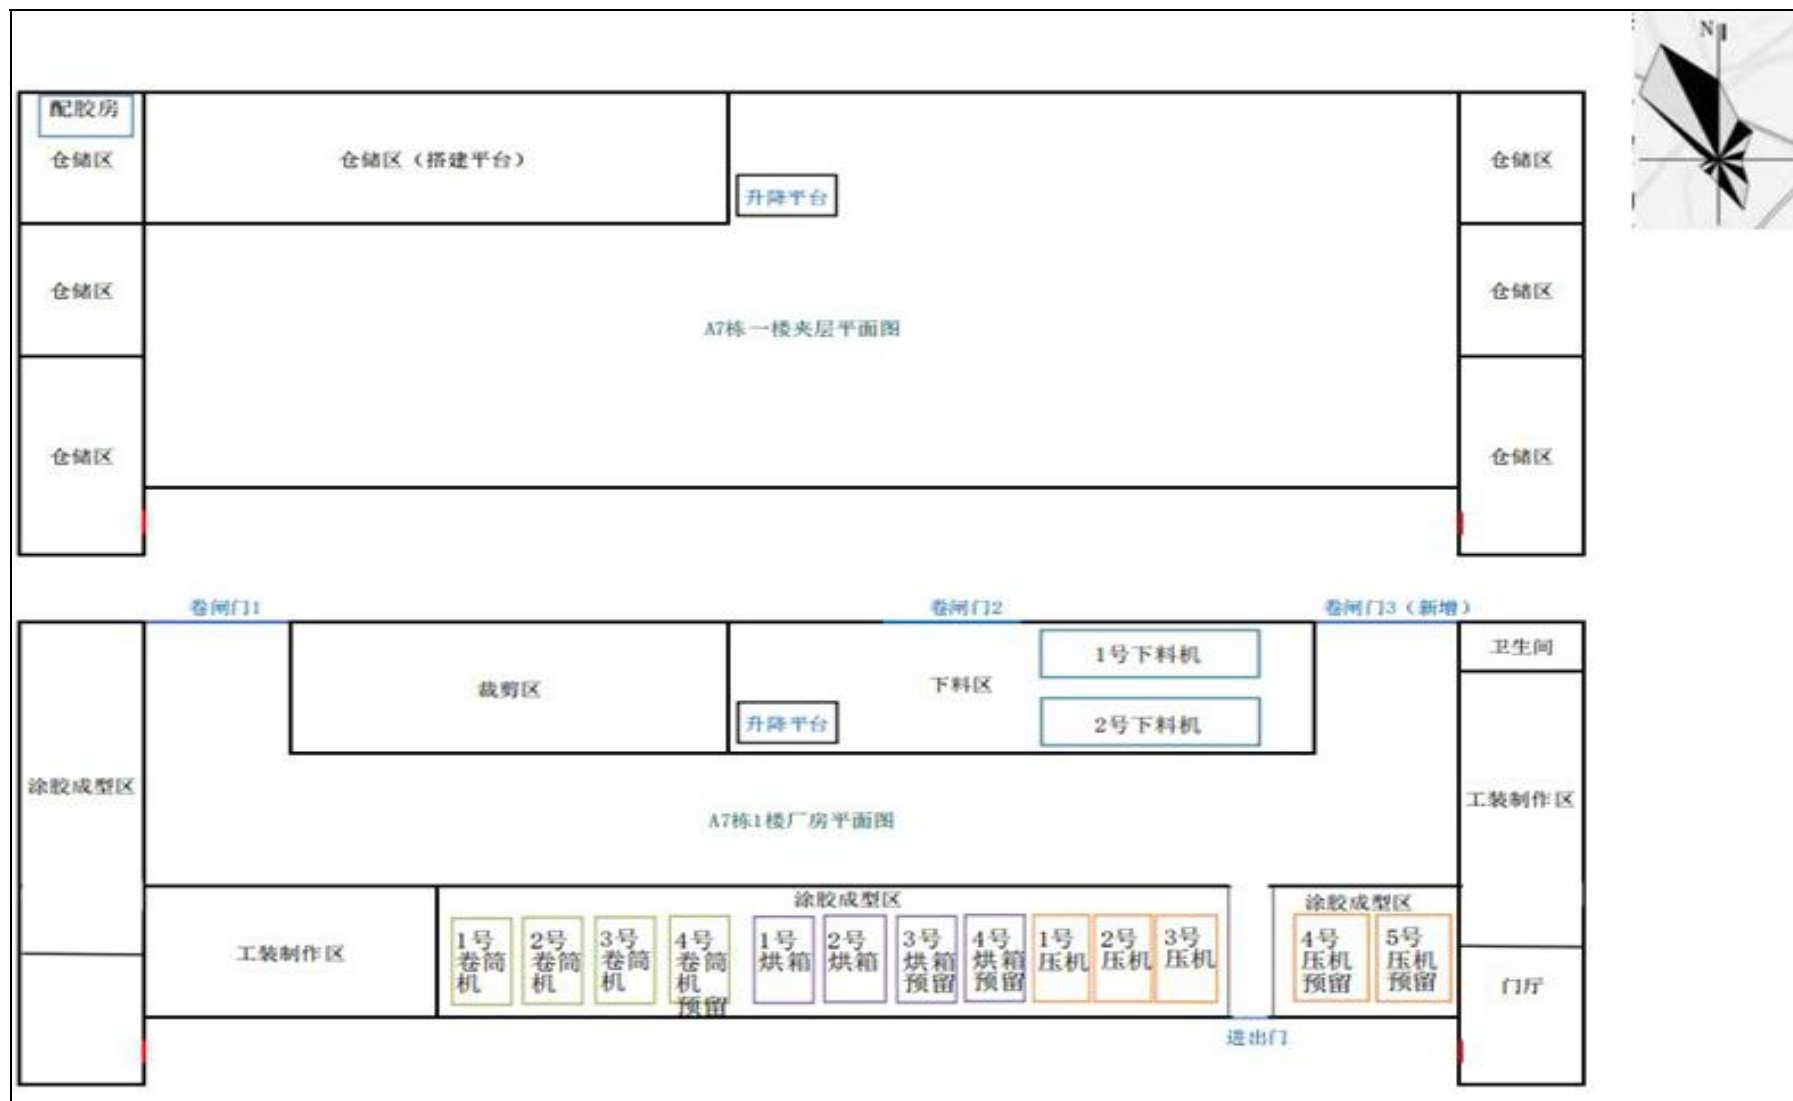 N
配胶房
仓储区
仓储区（搭建平台）
升降平台
仓储区
仓储区
仓储区
A7栋一楼夹层平面图
仓储区
仓储区
仓储区
卷闸门1
卷闸门2
卷闸门3（新增）
裁剪区
下料区
1号下料机
卫生间
升降平台
2号下料机
涂胶成型区
工装制作区
A7栋1楼厂房平面图
涂胶成型区
涂胶成型区
工装制作区
1号
卷筒
机
2号
卷筒
机
3号
卷筒
机
4号
卷筒
机
预留
1号
烘箱
2号
烘箱
3号
烘箱
预留
4号
烘箱
预留
1号
压机
2号
压机
3号
压机
4号
压机
预留
5号
压机
预留
门厅
进出门